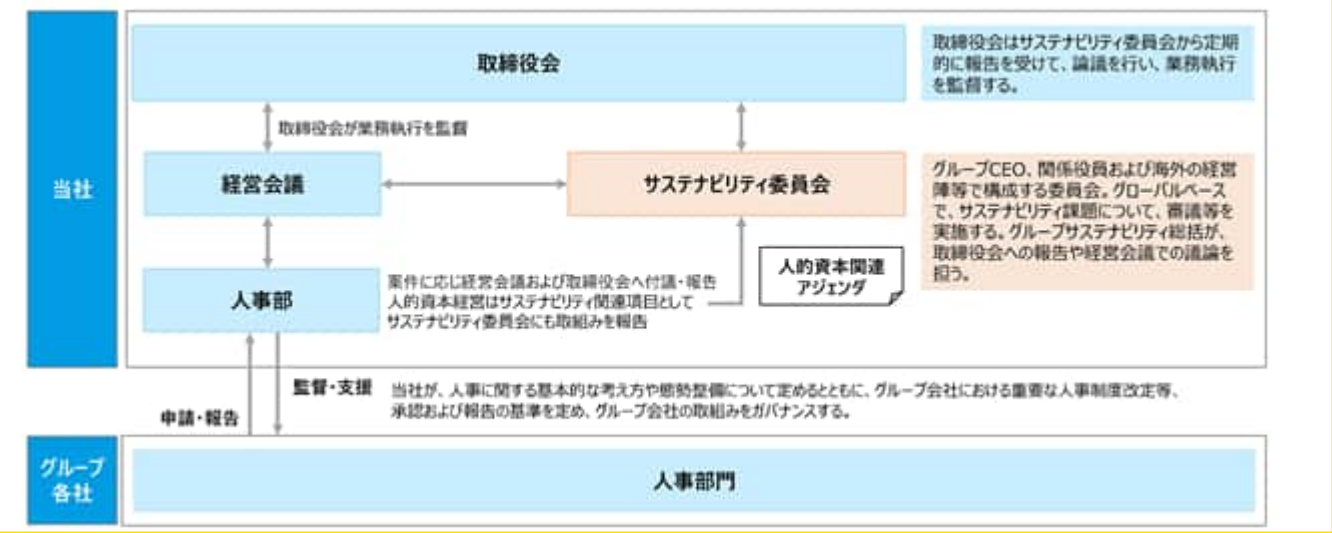 当社
取締役会
取締役会はサステナビリティ委員会から定期
的に報告を受けて、論議を行い、業務執行
を監督する。
取締役会が業務執行を監督
経営会議
サステナビリティ委員会
グループCEO、関係役員および海外の経営
陣等で構成する委員会。グローバルベース
で、サステナビリティ課題について、審議等を
実施する。グループサステナビリティ総括が、
取締役会への報告や経営会議での議論を
担う。
人事部
案件に応じ経営会議および取締役会へ付議・報告
人的資本経営はサステナビリティ関連項目として
サステナビリティ委員会にも取組みを報告
人的資本関連
アジェンダ
監督・支援
当社が、人事に関する基本的な考え方や態勢整備について定めるとともに、グループ会社における重要な人事制度改定等、
承認および報告の基準を定め、グループ会社の取組みをガバナンスする。
申請・報告
グループ
各社
人事部門